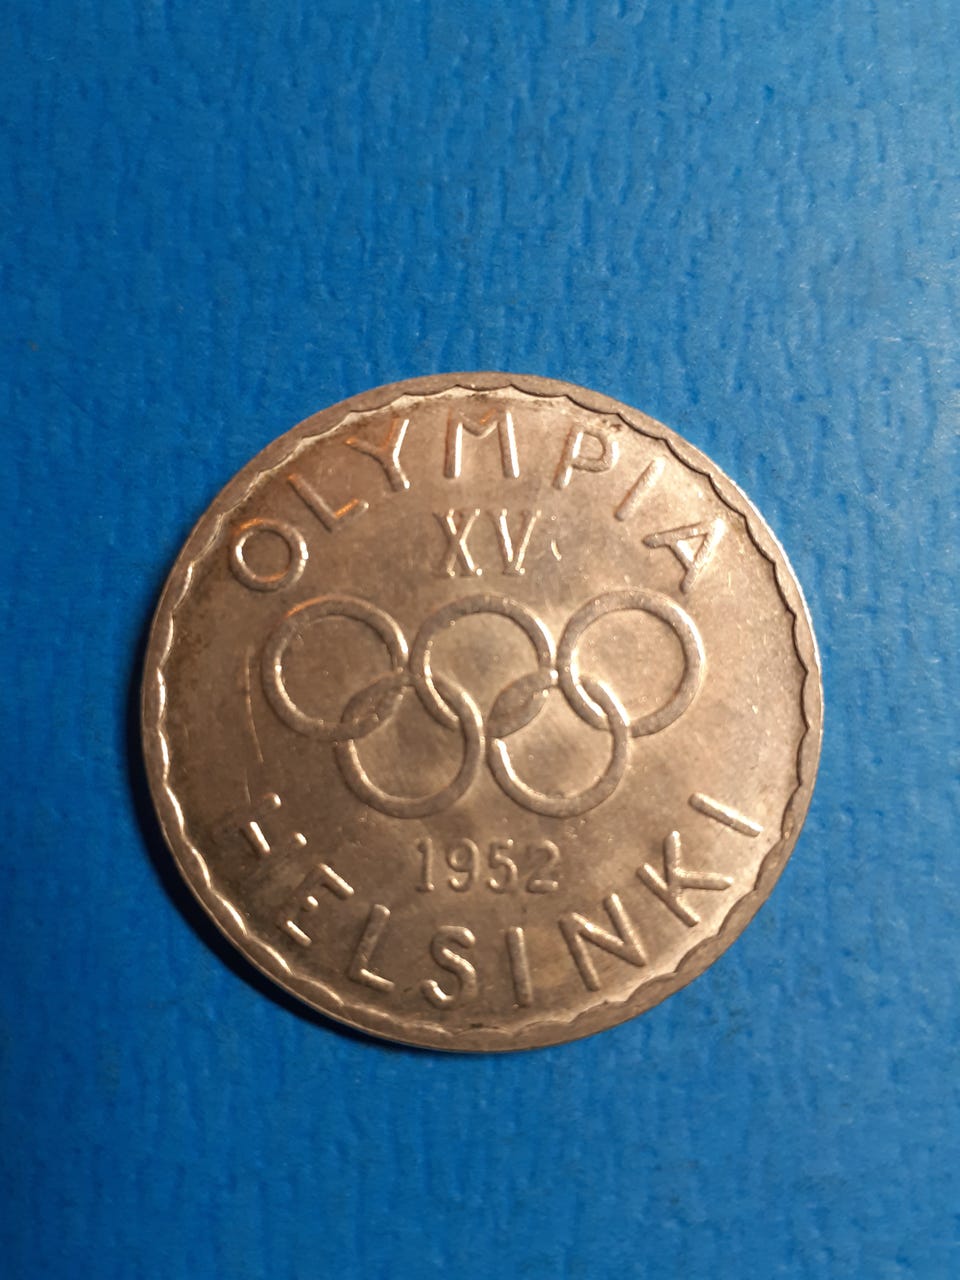 OLYMPIA
XV
1952
HELSINKI